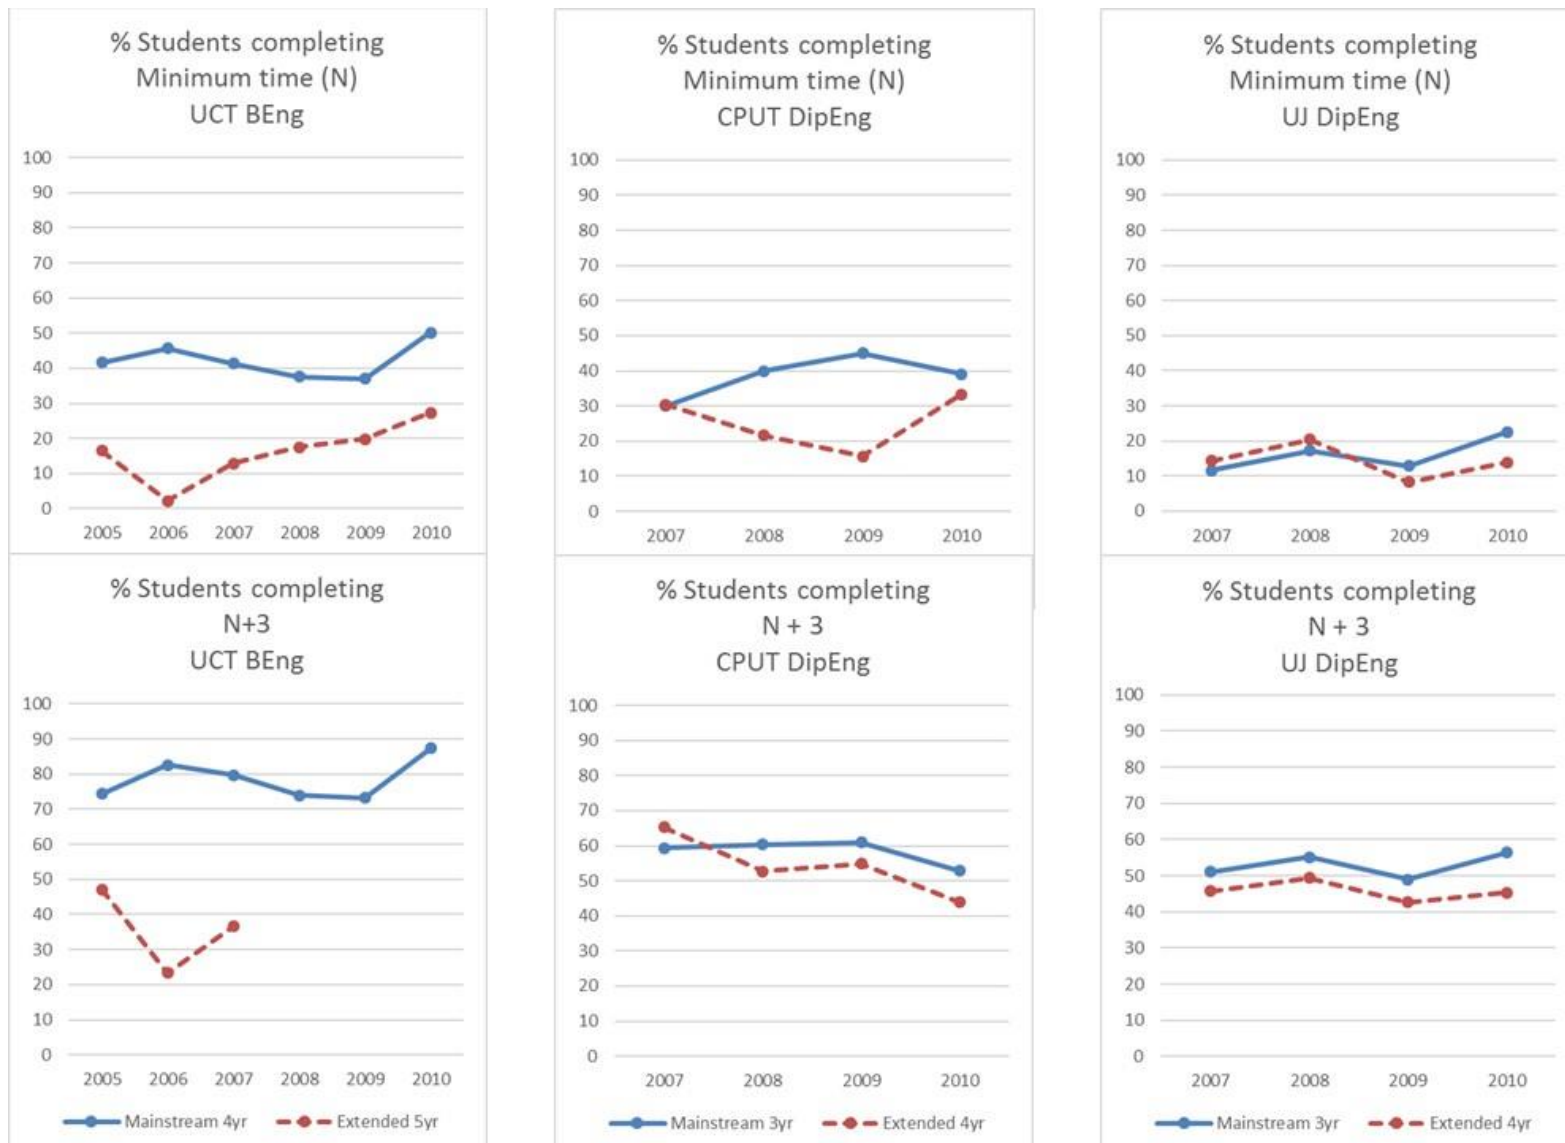 % Students completing
Minimum time (N)
UCT BEng
100
90
80
70
60
50
40
30
20
10
0
2005 2006 2007 2008 2009 2010
% Students completing
Minimum time (N)
CPUT DipEng
100
90
80
70
60
50
40
30
20
10
0
2007 2008 2009 2010
% Students completing
Minimum time (N)
UJ DipEng
100
90
80
70
60
50
40
30
20
10
0
2007 2008 2009 2010
% Students completing
N+3
UCT BEng
100
90
80
70
60
50
40
30
20
10
0
2005 2006 2007 2008 2009 2010
Mainstream 4yr Extended 5yr
% Students completing
N + 3
CPUT DipEng
100
90
80
70
60
50
40
30
20
10
0
2007 2008 2009 2010
Mainstream 3yr Extended 4yr
% Students completing
N + 3
UJ DipEng
100
90
80
70
60
50
40
30
20
10
0
2007 2008 2009 2010
Mainstream 3yr Extended 4yr